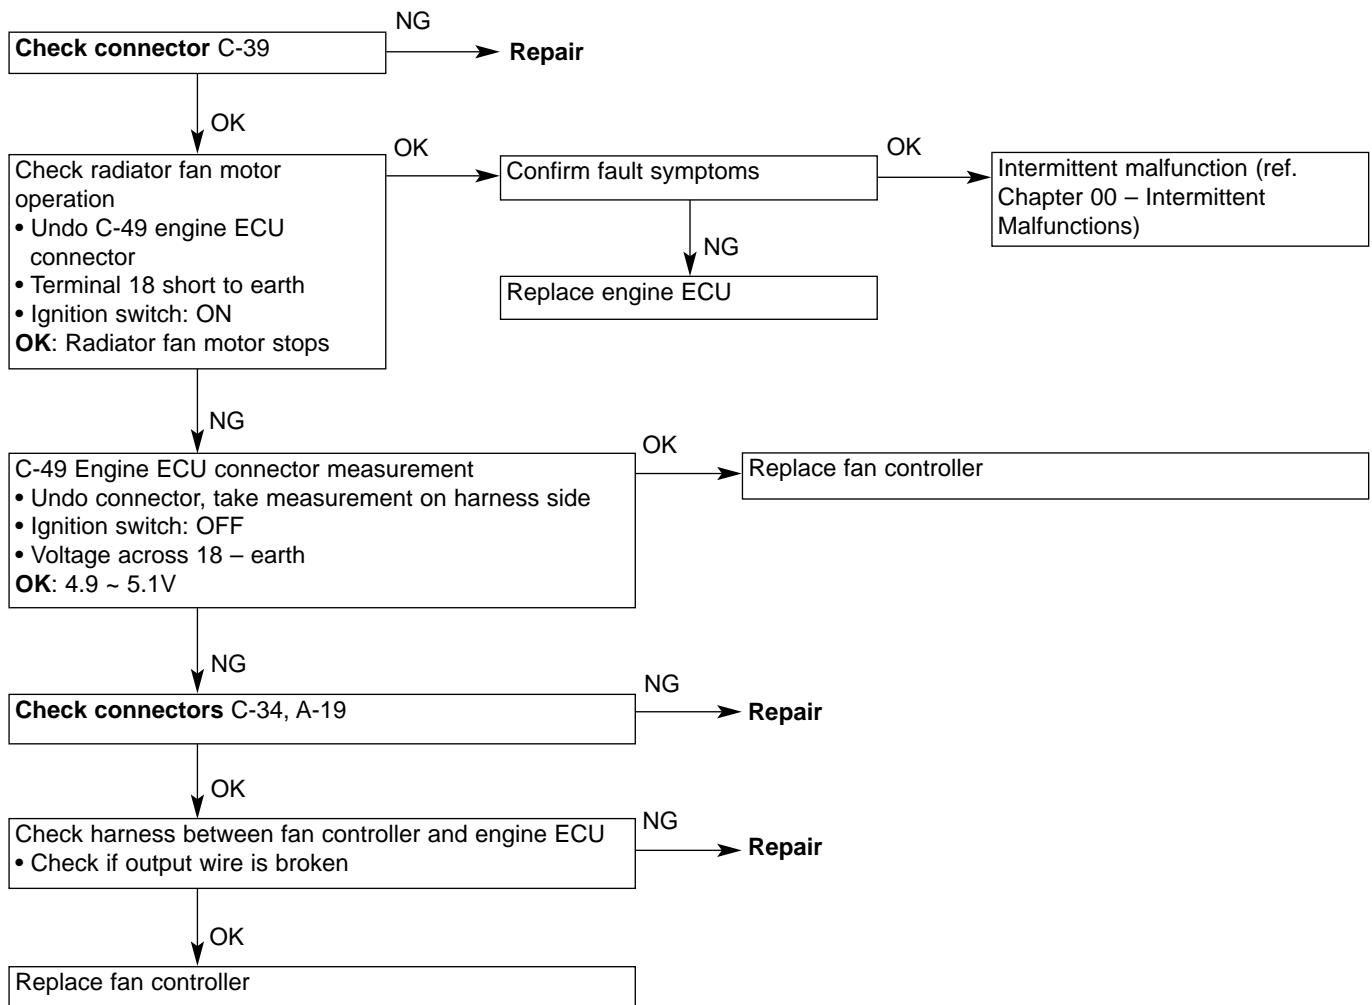 NG
Check connector C-39
Repair
OK
Check radiator fan motor
operation
• Undo C-49 engine ECU
connector
• Terminal 18 short to earth
• Ignition switch: ON
OK: Radiator fan motor stops
OK
Confirm fault symptoms
OK
Intermittent malfunction (ref.
Chapter 00 – Intermittent
Malfunctions)
NG
Replace engine ECU
NG
C-49 Engine ECU connector measurement
• Undo connector, take measurement on harness side
• Ignition switch: OFF
• Voltage across 18 – earth
OK: 4.9 ~ 5.1V
OK
Replace fan controller
NG
Check connectors C-34, A-19
NG
Repair
OK
Check harness between fan controller and engine ECU
• Check if output wire is broken
NG
Repair
OK
Replace fan controller